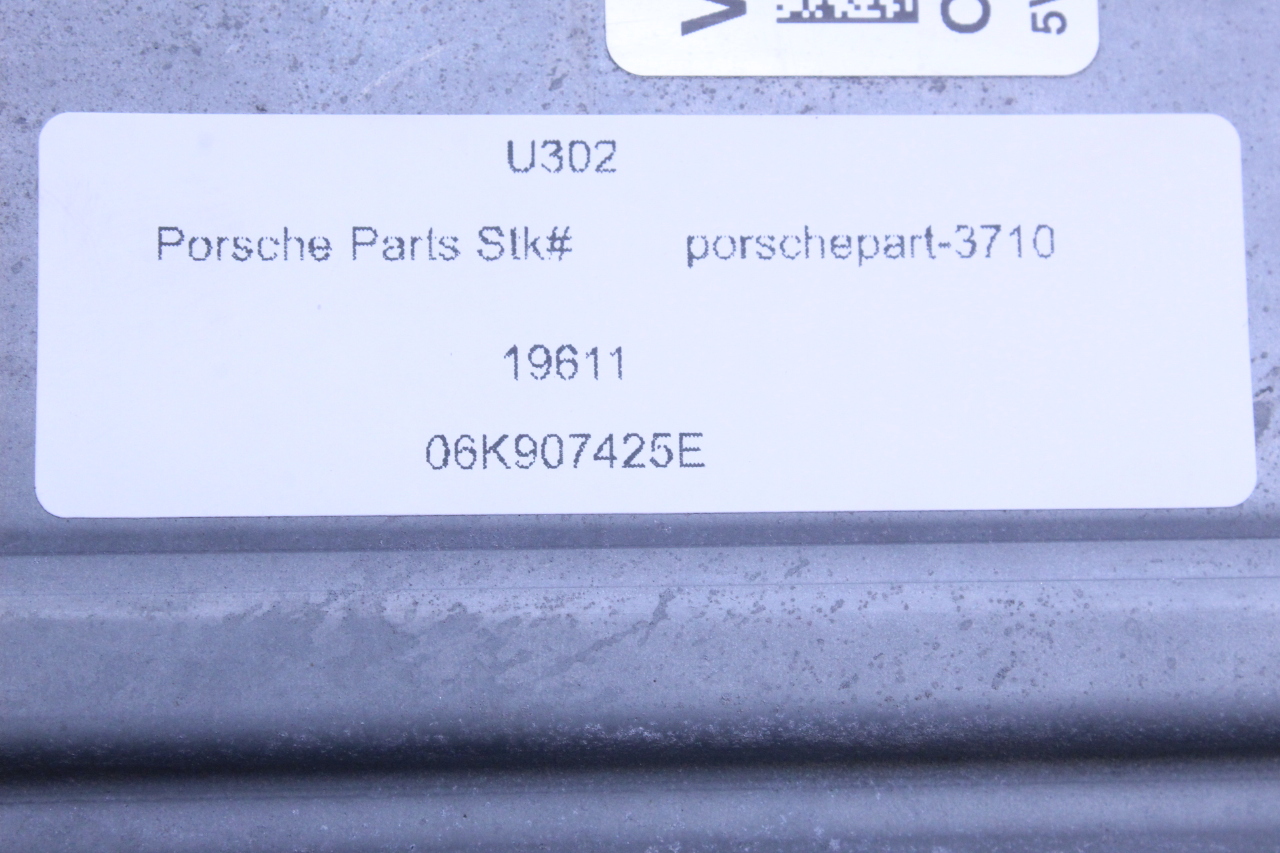 U302
Porsche Parts Stk# porschepart-3710
19611
06K907425E